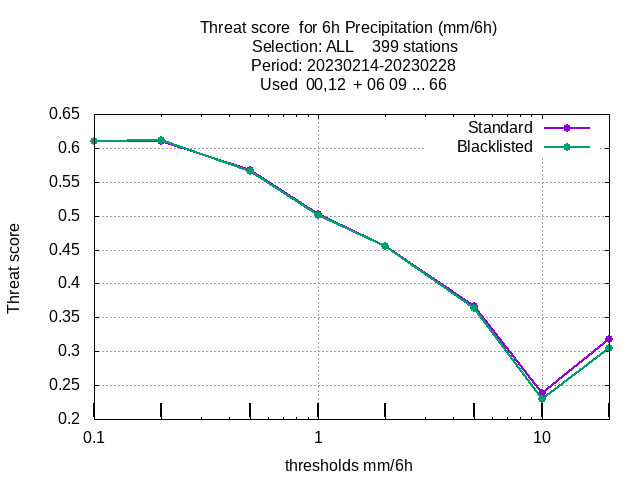 Threat score  for 6h Precipitation (mm/6h)
Selection: ALL    399 stations
Period: 20230214-20230228
Used  00,12  + 06 09 ... 66
Standard
Blacklisted
Threat score
0.65
0.6
0.55
0.5
0.45
0.4
0.35
0.3
0.25
0.2
0.1 1 10
thresholds mm/6h